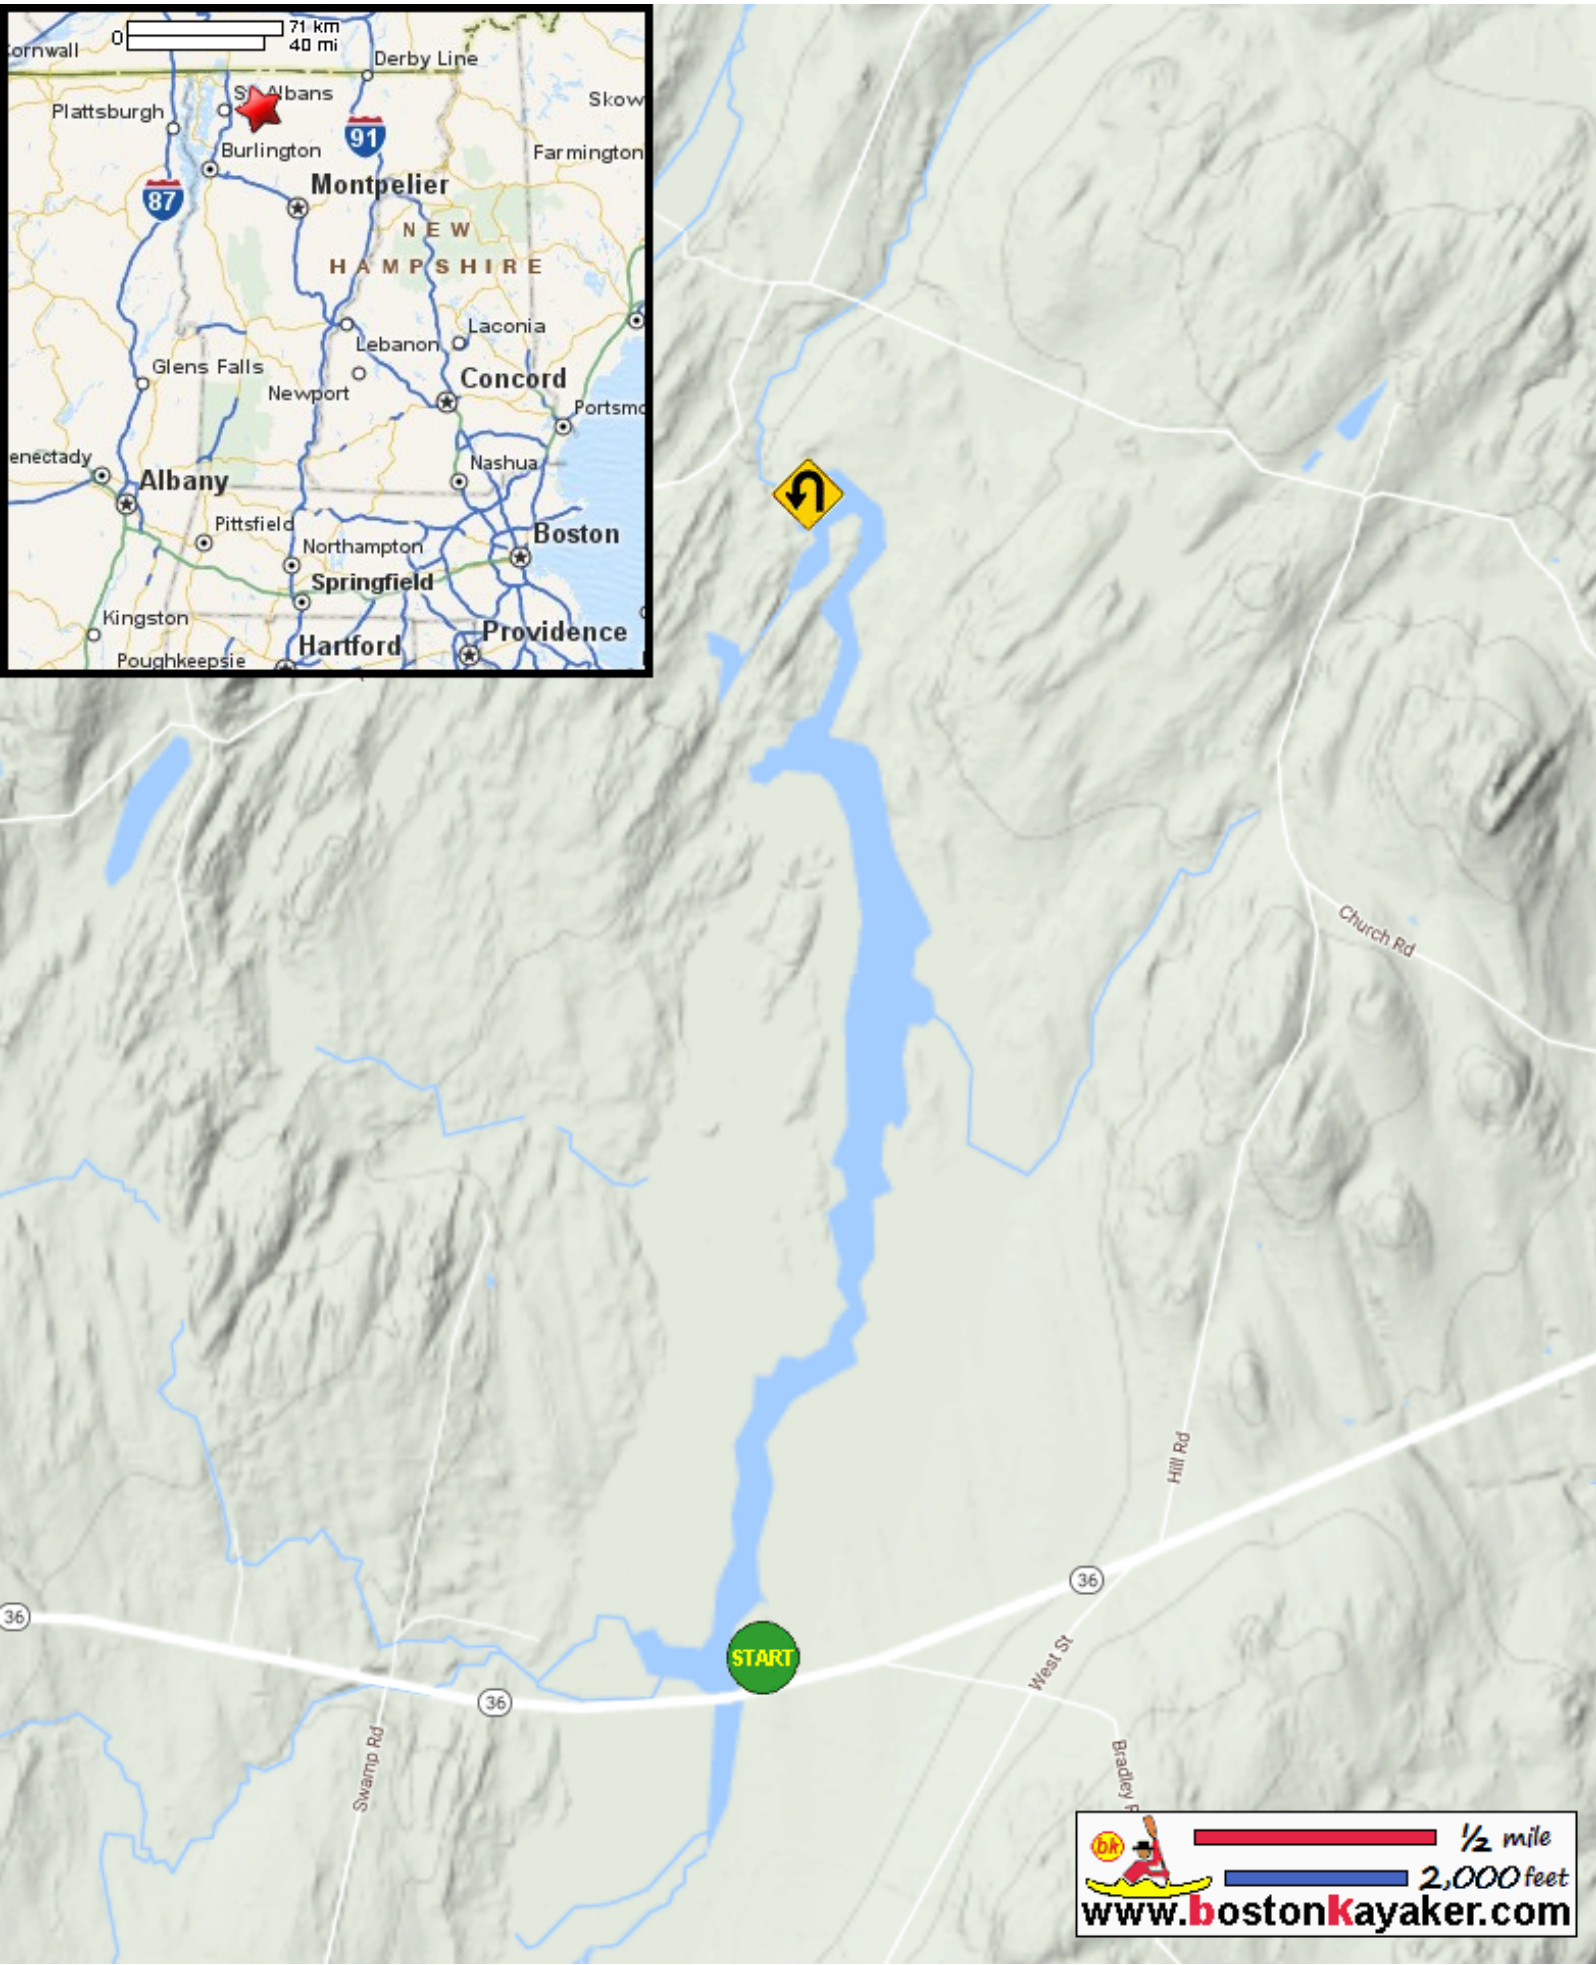 0
71 km
40 mi
Cornwall
Derby Line
St Albans
Plattsburgh
Skow
91
Burlington
Farmington
87
Montpelier
NEW
HAMPSHIRE
Laconia
Lebanon
Glens Falls
Newport
Concord
Portsmo
enectady
Nashua
Albany
Pittsfield
Boston
Northampton
Springfield
Kingston
Providence
Hartford
Poughkeepsie
Church Rd
Hill Rd
36
36
START
West St
36
Swamp Rd
Bradley
bk
½ mile
2,000 feet
www.bostonKayaker.com